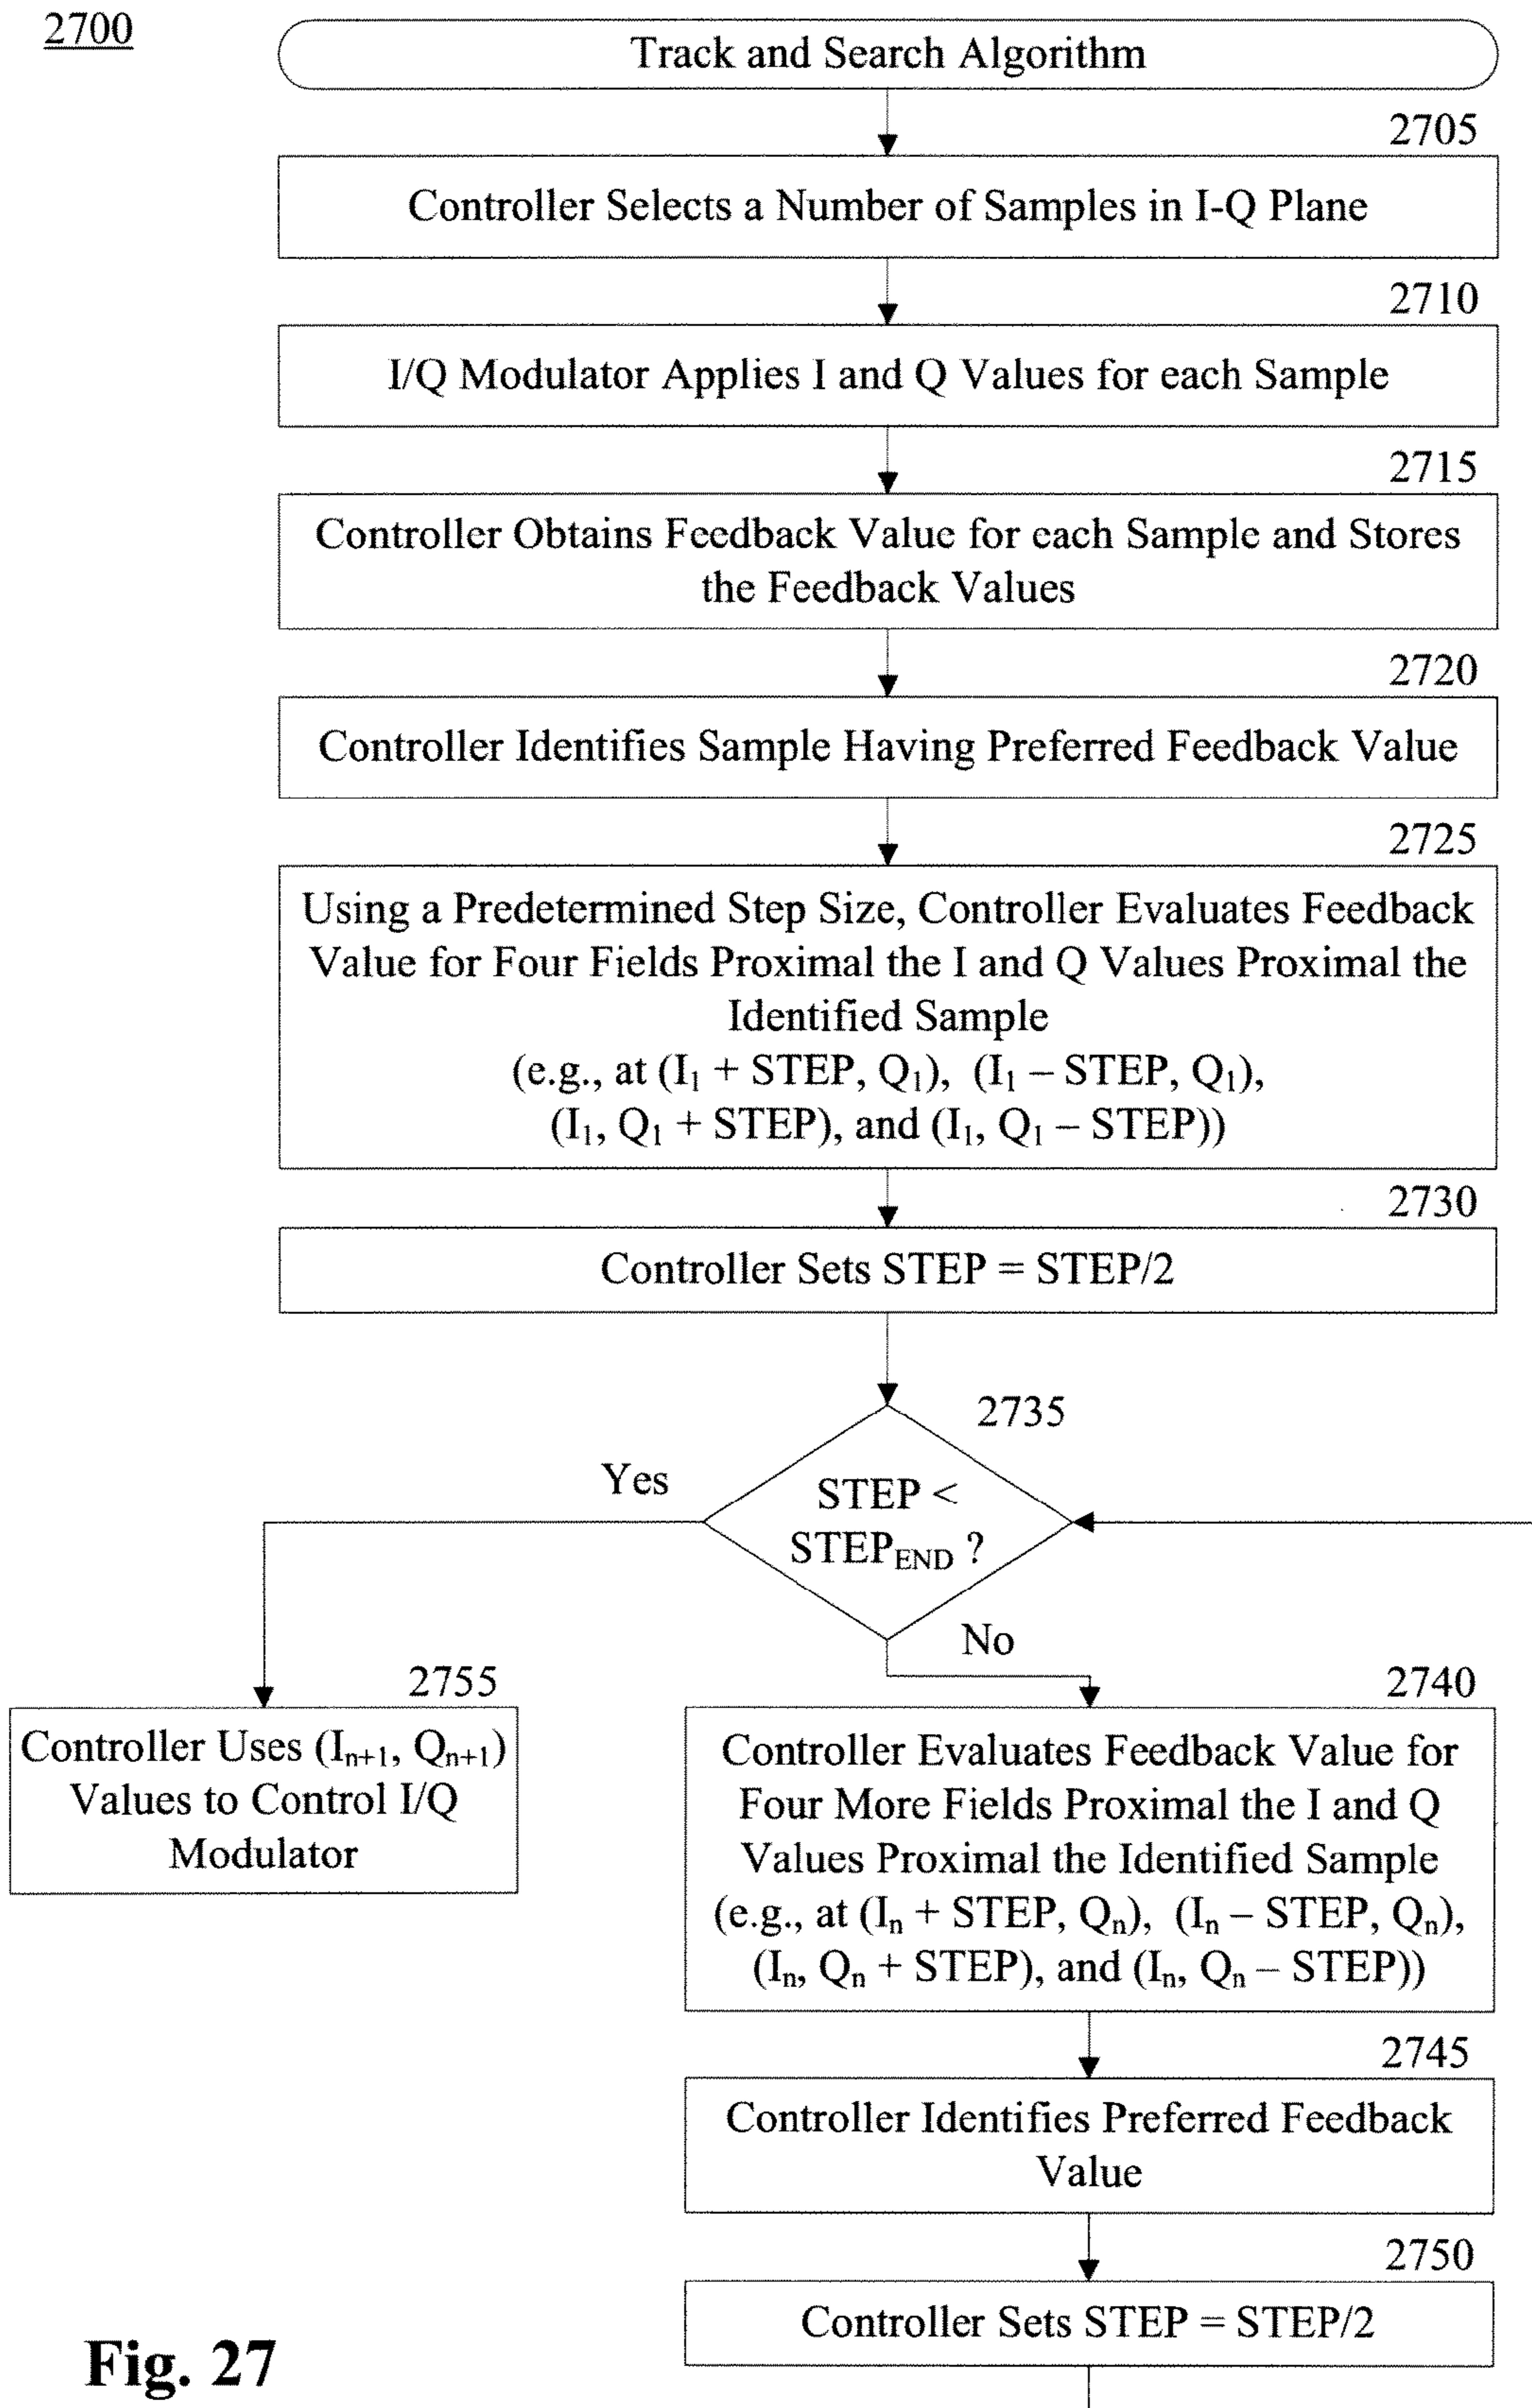 2700
Track and Search Algorithm
2705
Controller Selects a Number of Samples in I-Q Plane
2710
I/Q Modulator Applies I and Q Values for each Sample
2715
Controller Obtains Feedback Value for each Sample and Stores
the Feedback Values
2720
Controller Identifies Sample Having Preferred Feedback Value
2725
Using a Predetermined Step Size, Controller Evaluates Feedback
Value for Four Fields Proximal the I and Q Values Proximal the
Identified Sample
(e.g., at (I₁ + STEP, Q₁), (I₁ – STEP, Q₁),
(I₁, Q₁ + STEP), and (I₁, Q₁ – STEP))
2730
Controller Sets STEP = STEP/2
2735
Yes
STEP <
STEP_END ?
No
2755
Controller Uses (Iₙ₊₁, Qₙ₊₁)
Values to Control I/Q
Modulator
2740
Controller Evaluates Feedback Value for
Four More Fields Proximal the I and Q
Values Proximal the Identified Sample
(e.g., at (Iₙ + STEP, Qₙ), (Iₙ – STEP, Qₙ),
(Iₙ, Qₙ + STEP), and (Iₙ, Qₙ – STEP))
2745
Controller Identifies Preferred Feedback
Value
2750
Controller Sets STEP = STEP/2
Fig. 27